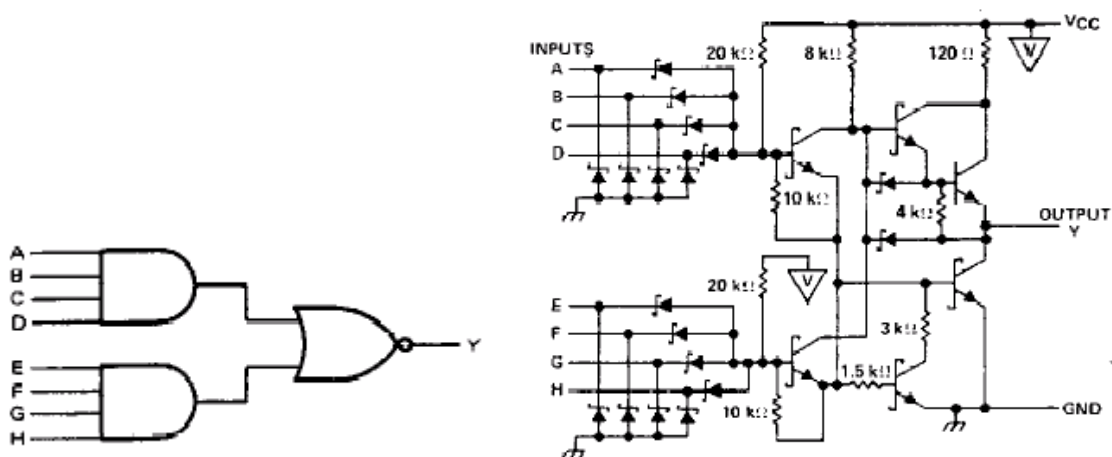 A
B
C
D
E
F
G
H
Y
INPUTS
A
B
C
D
20 kΩ
8 kΩ
120 Ω
V
VCC
10 kΩ
4 kΩ
OUTPUT
Y
E
F
G
H
20 kΩ
V
3 kΩ
1.5 kΩ
10 kΩ
GND